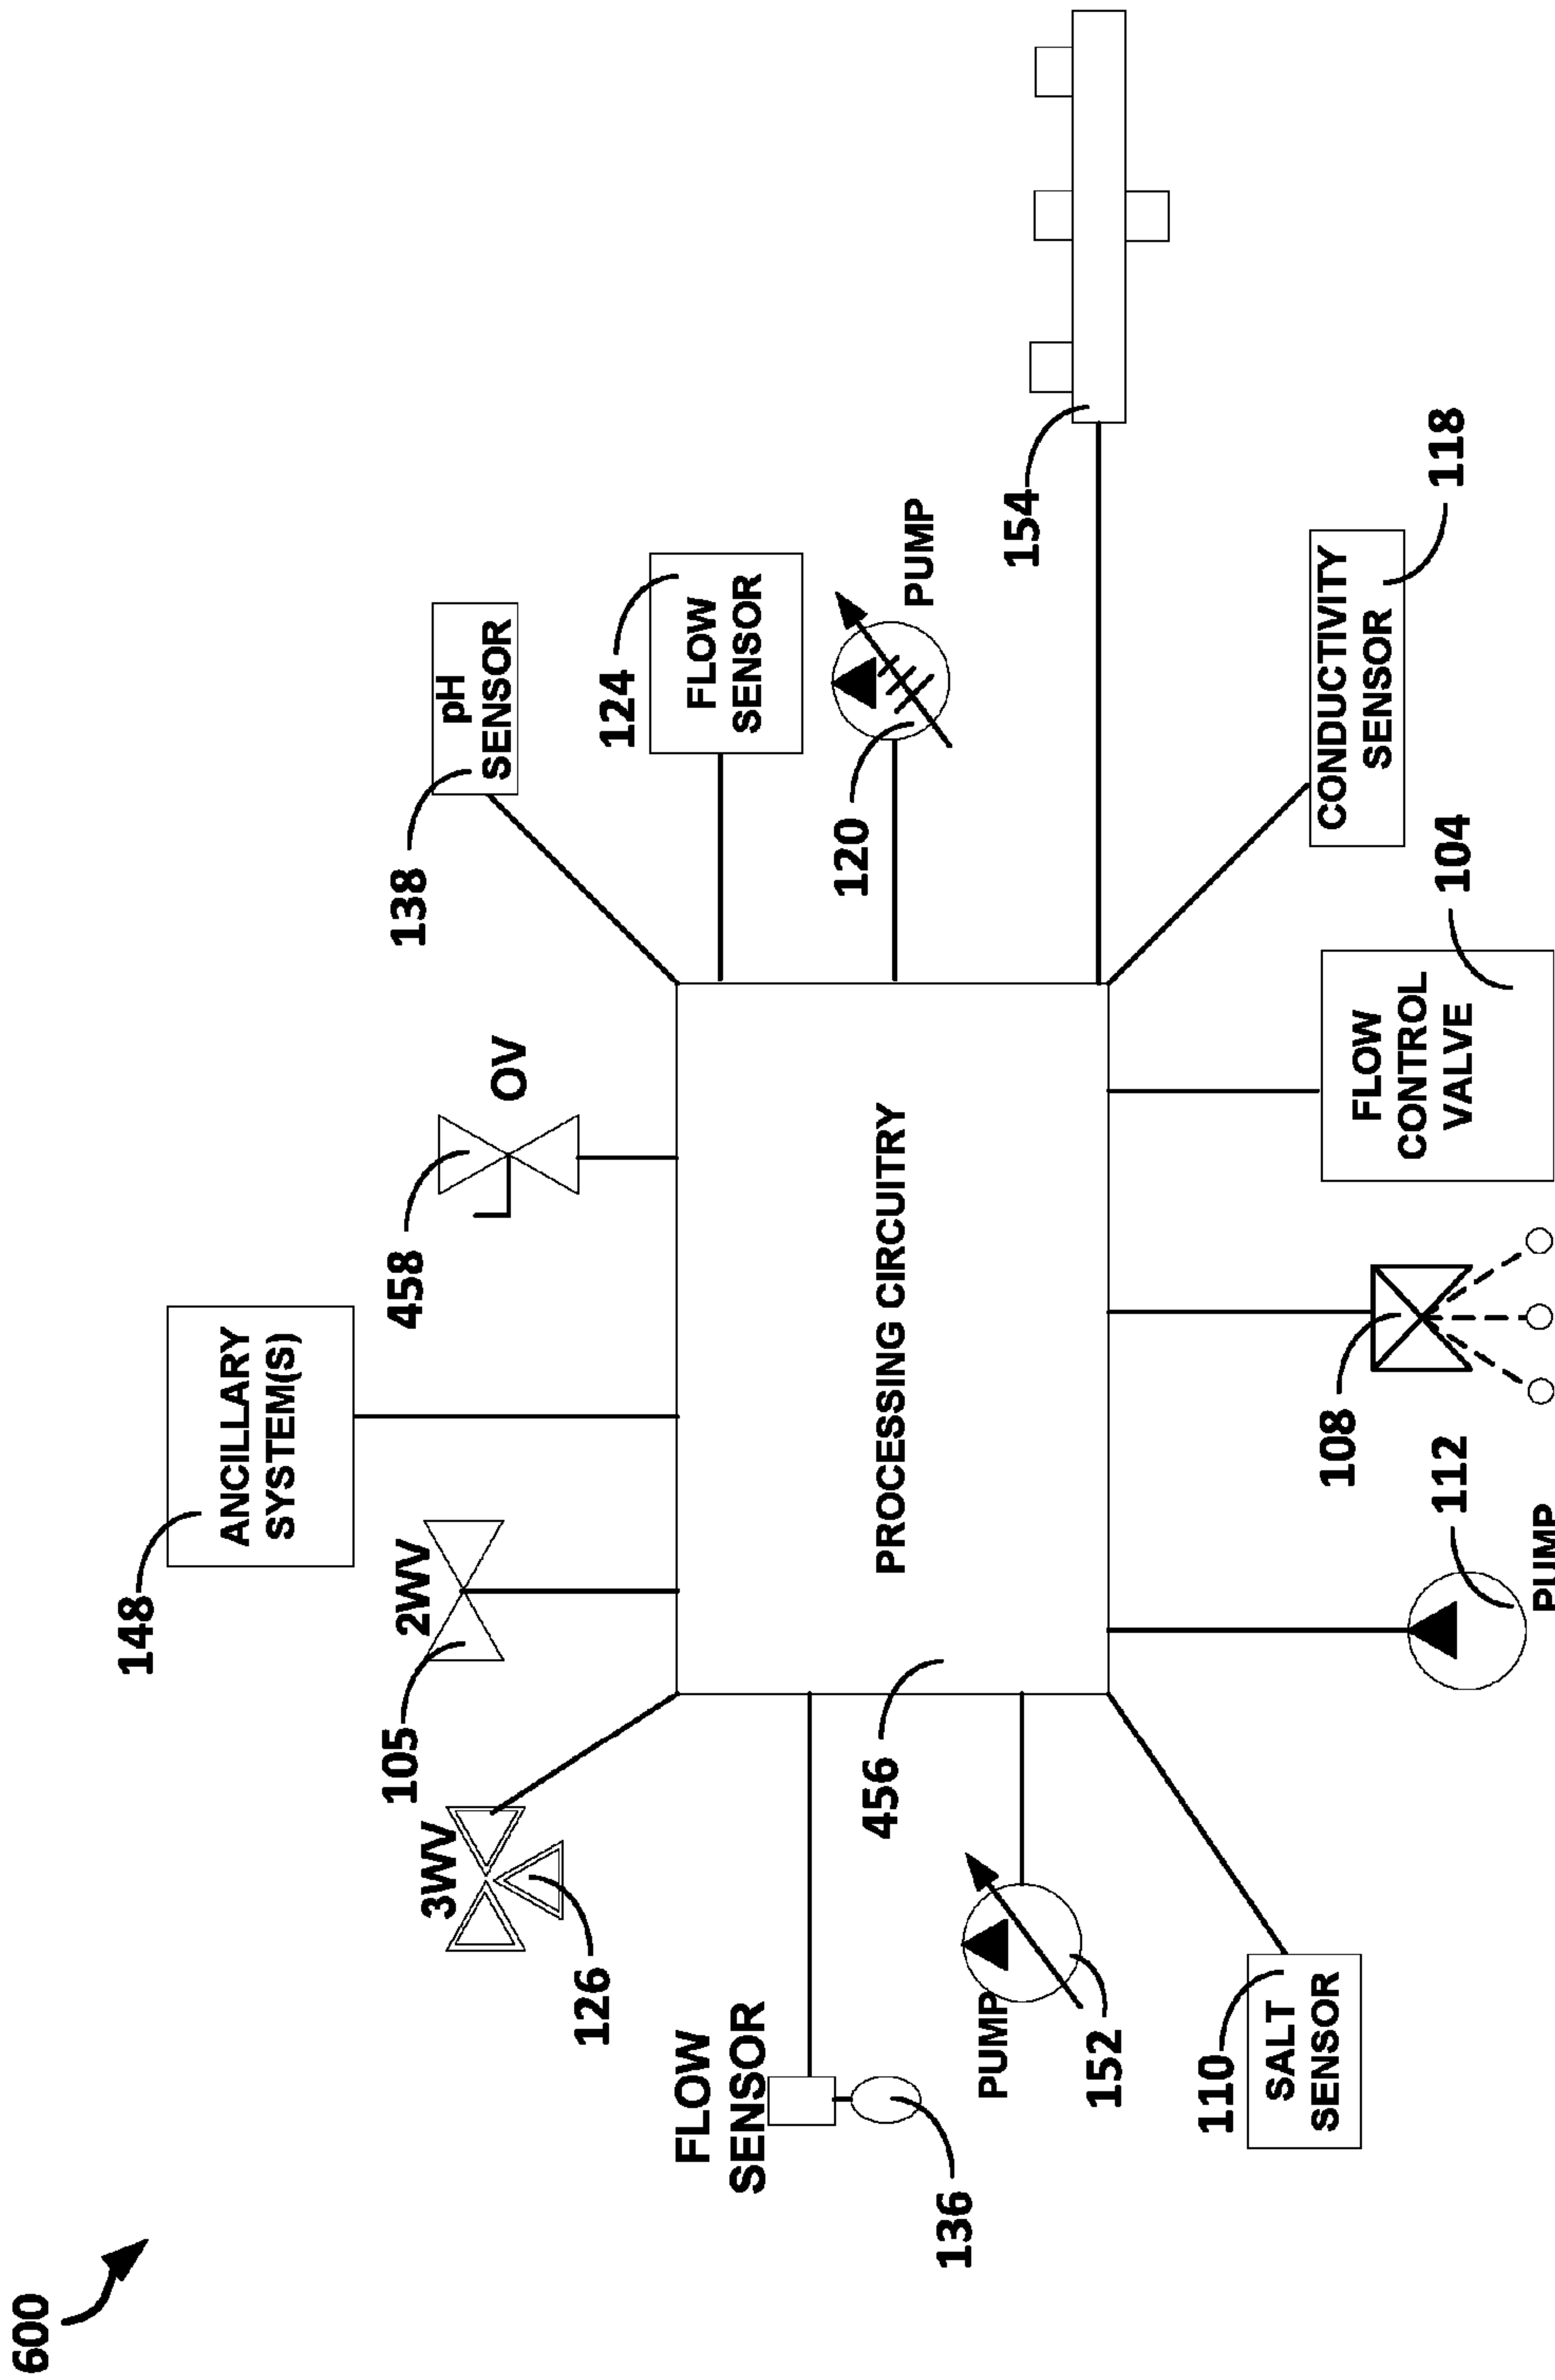 600
148
ANCILLARY
SYSTEM(S)
105
2WV
458
OV
3WV
126
138
pH
SENSOR
124
FLOW
SENSOR
FLOW
SENSOR
136
456
PROCESSING CIRCUITRY
120
PUMP
PUMP
152
154
110
SALT
SENSOR
112
PUMP
108
104
FLOW
CONTROL
VALVE
118
CONDUCTIVITY
SENSOR